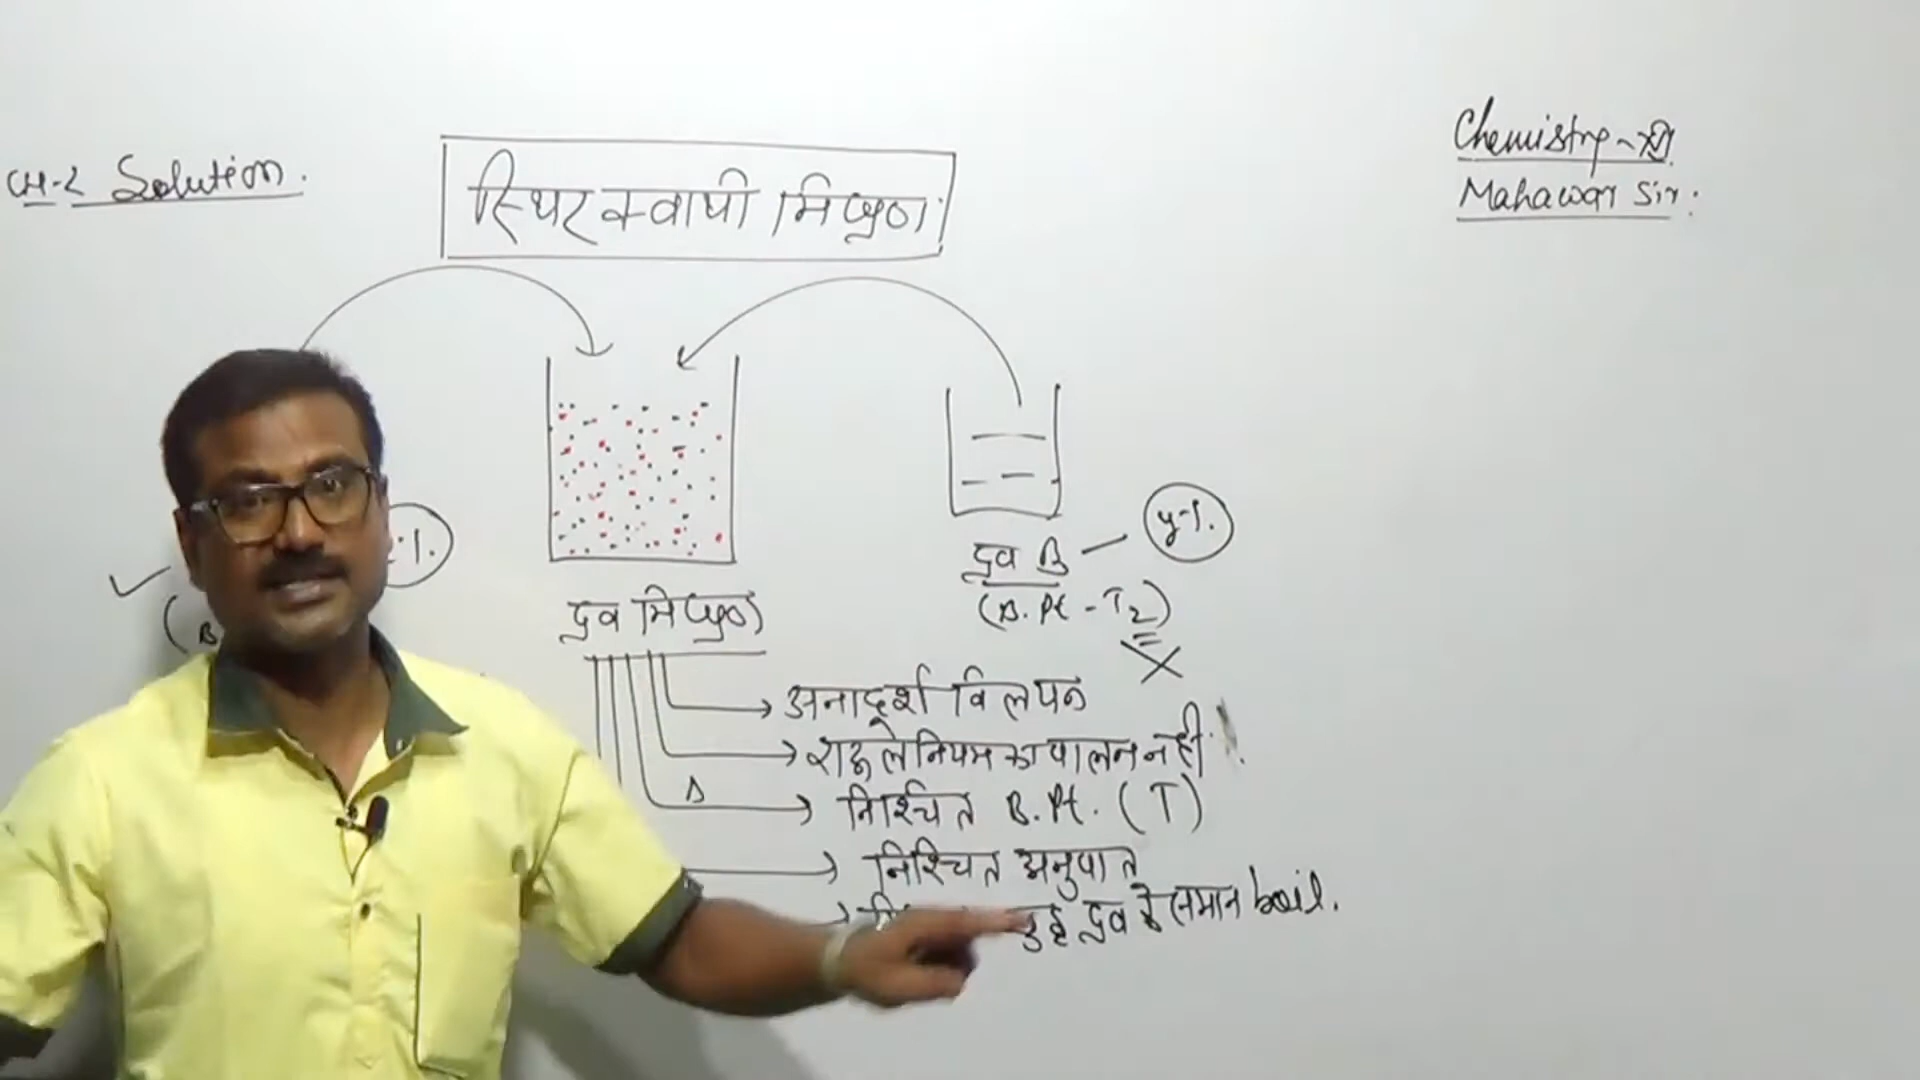 CH-2 Solution.
स्थिर क्वाथी मिश्रण
Chemistry - श्री
Mahawar Sir.
y-1.
द्रव B
(B. Pt - T2)
द्रव मिश्रण
अनादर्श विलयन
राउल नियम का पालन नहीं
Δ
निश्चित B. Pt. (T)
निश्चित अनुपात
शुद्ध द्रव के समान boil.